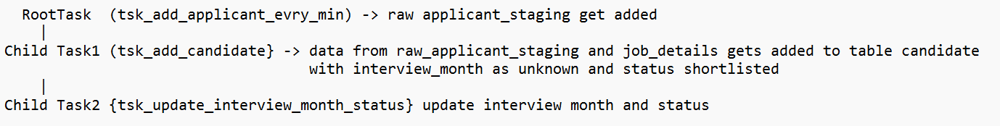 RootTask (tsk_add_applicant_evry_min) -> raw applicant_staging get added
|
Child Task1 (tsk_add_candidate} -> data from raw_applicant_staging and job_details gets added to table candidate
with interview_month as unknown and status shortlisted
|
Child Task2 {tsk_update_interview_month_status} update interview month and status